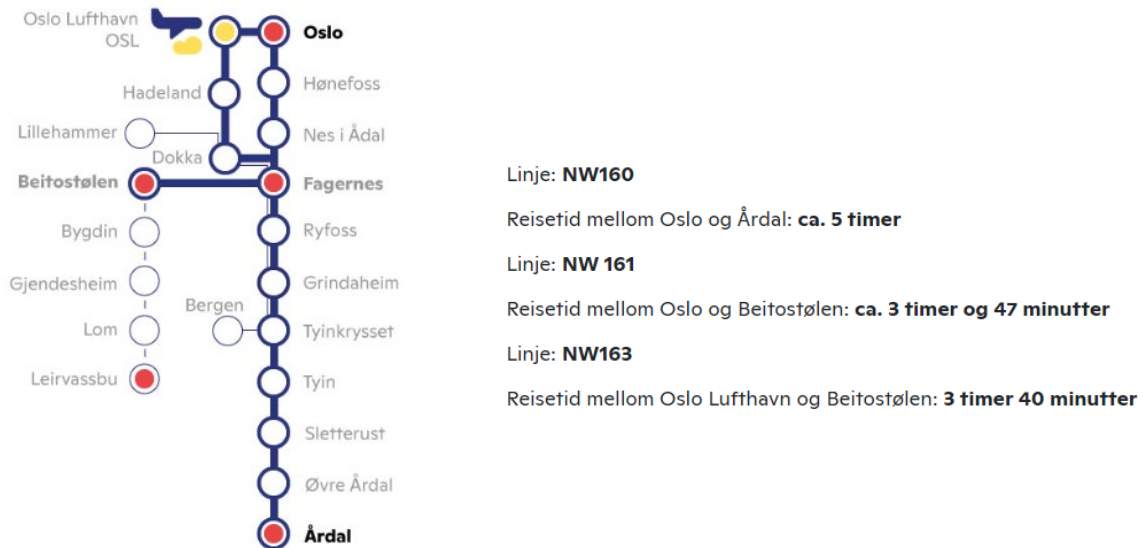 Oslo Lufthavn
OSL
Oslo
Hadeland
Hønefoss
Lillehammer
Nes i Ådal
Dokka
Beitostølen
Fagernes
Bygdin
Ryfoss
Gjendesheim
Grindaheim
Bergen
Lom
Tyinkrysset
Leirvassbu
Tyin
Sletterust
Øvre Årdal
Årdal
Linje: NW160
Reisetid mellom Oslo og Årdal: ca. 5 timer
Linje: NW 161
Reisetid mellom Oslo og Beitostølen: ca. 3 timer og 47 minutter
Linje: NW163
Reisetid mellom Oslo Lufthavn og Beitostølen: 3 timer 40 minutter